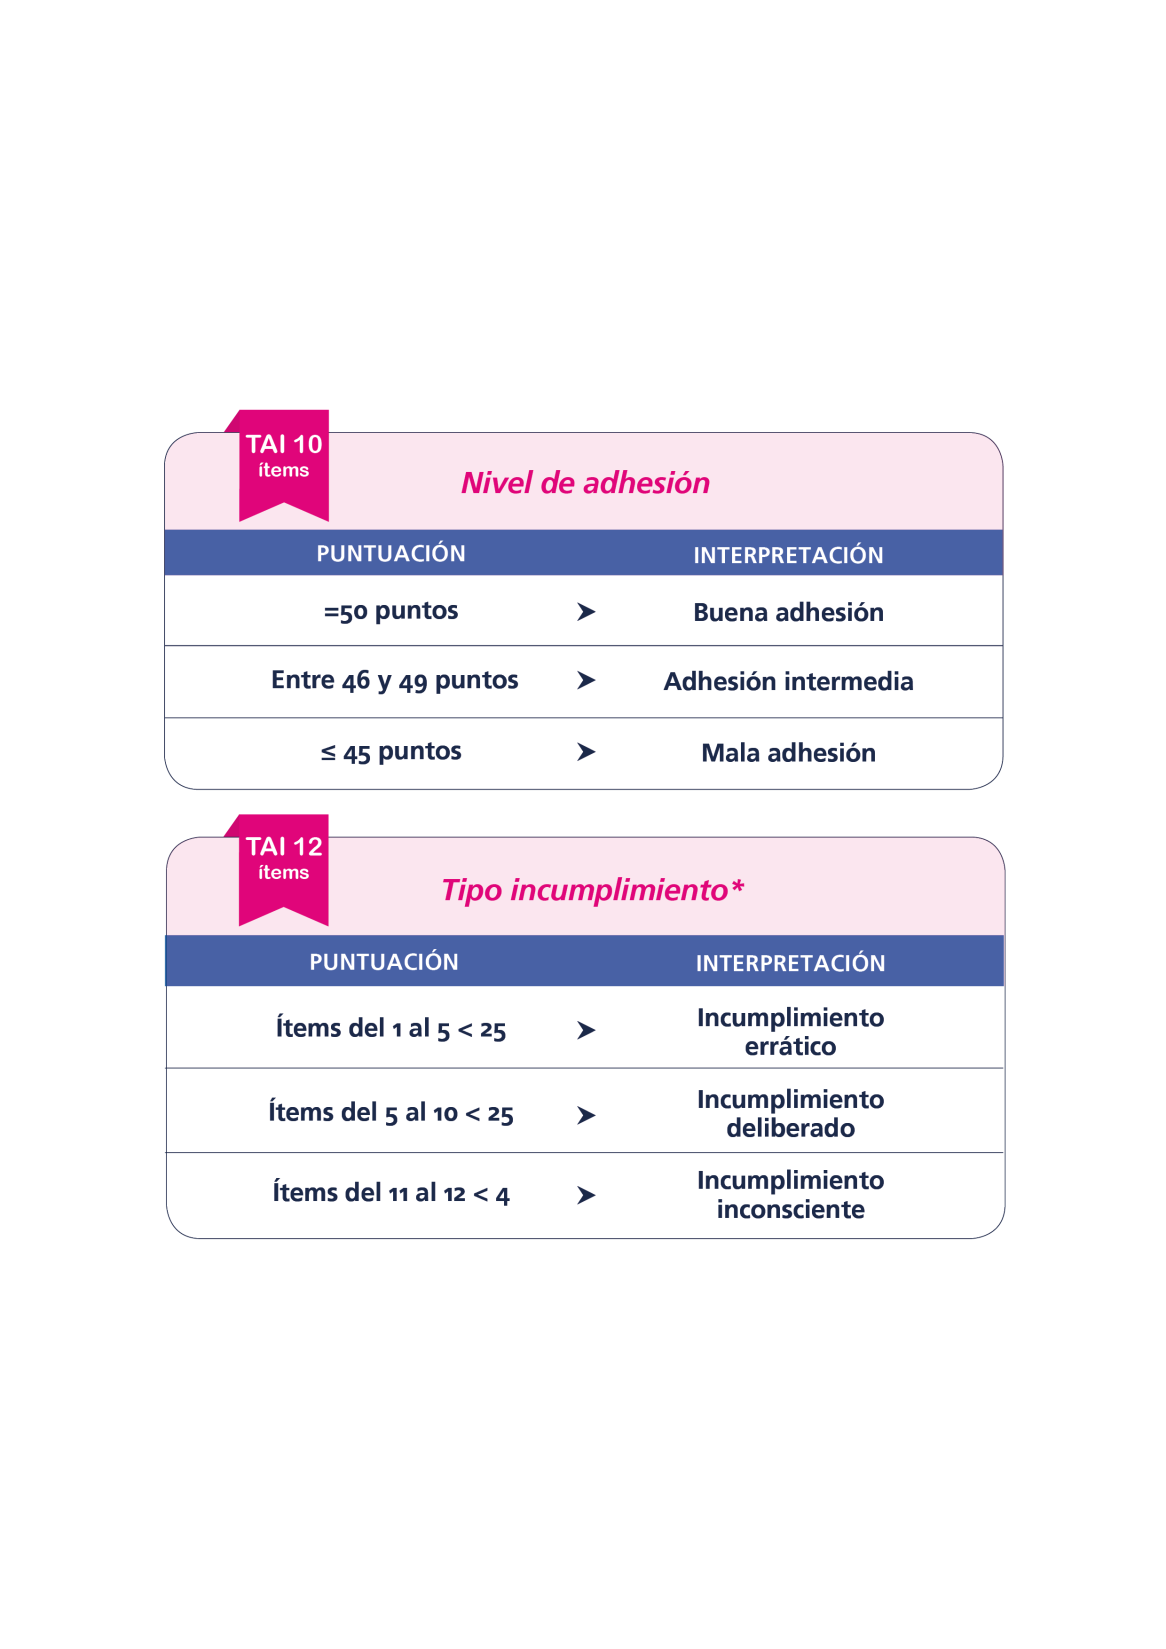 TAI 10
ítems
Nivel de adhesión
PUNTUACIÓN INTERPRETACIÓN
=50 puntos ➤ Buena adhesión
Entre 46 y 49 puntos ➤ Adhesión intermedia
≤ 45 puntos ➤ Mala adhesión
TAI 12
ítems
Tipo incumplimiento*
PUNTUACIÓN INTERPRETACIÓN
Ítems del 1 al 5 < 25 ➤ Incumplimiento
errático
Ítems del 5 al 10 < 25 ➤ Incumplimiento
deliberado
Ítems del 11 al 12 < 4 ➤ Incumplimiento
inconsciente